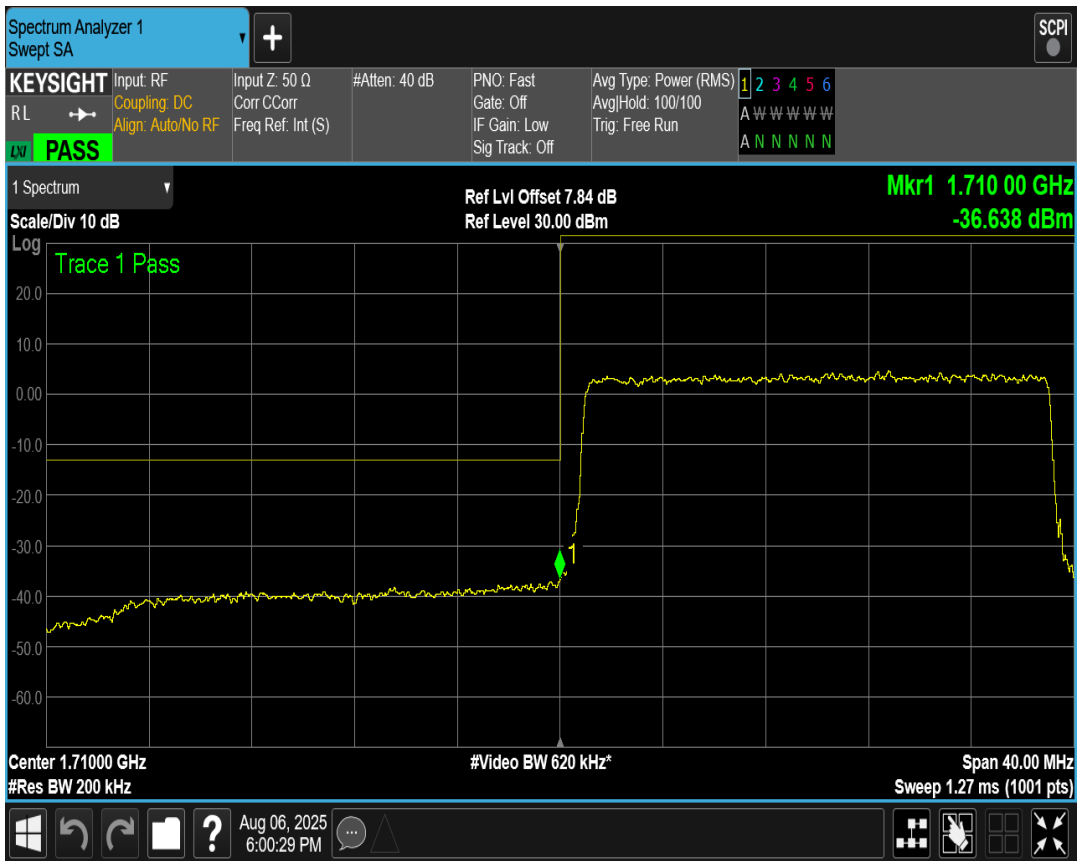 Spectrum Analyzer 1
Swept SA
SCPI
KEYSIGHT
RL
LXI PASS
Input: RF
Coupling: DC
Align: Auto/No RF
Input Z: 50 Ω
Corr CCorr
Freq Ref: Int (S)
#Atten: 40 dB
PNO: Fast
Gate: Off
IF Gain: Low
Sig Track: Off
Avg Type: Power (RMS)
Avg|Hold: 100/100
Trig: Free Run
1 2 3 4 5 6
A W W W W W
A N N N N N
1 Spectrum
Scale/Div 10 dB
Ref Lvl Offset 7.84 dB
Ref Level 30.00 dBm
Mkr1 1.710 00 GHz
-36.638 dBm
Log
Trace 1 Pass
20.0
10.0
0.00
-10.0
-20.0
-30.0
1
-40.0
-50.0
-60.0
Center 1.71000 GHz
#Res BW 200 kHz
#Video BW 620 kHz*
Span 40.00 MHz
Sweep 1.27 ms (1001 pts)
?
Aug 06, 2025
6:00:29 PM